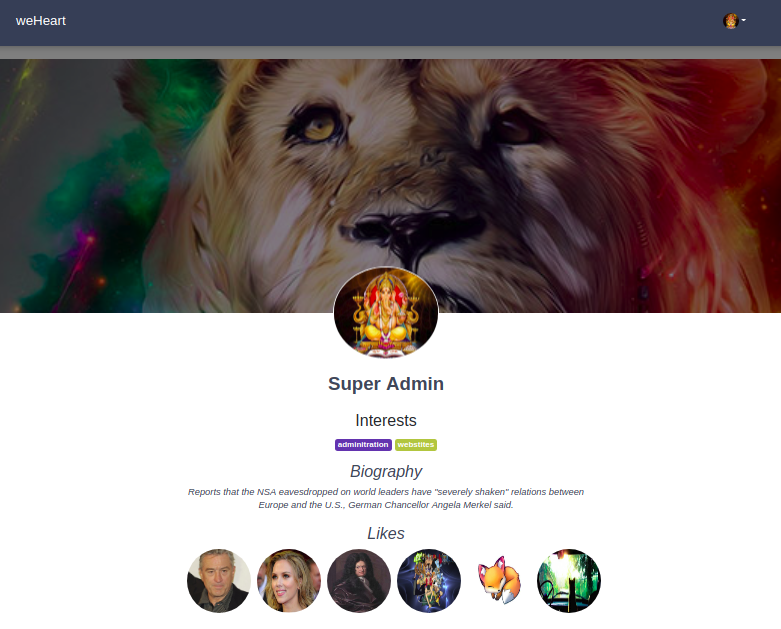 weHeart
Super Admin
Interests
adminitration webstites
Biography
Reports that the NSA eavesdropped on world leaders have "severely shaken" relations between
Europe and the U.S., German Chancellor Angela Merkel said.
Likes